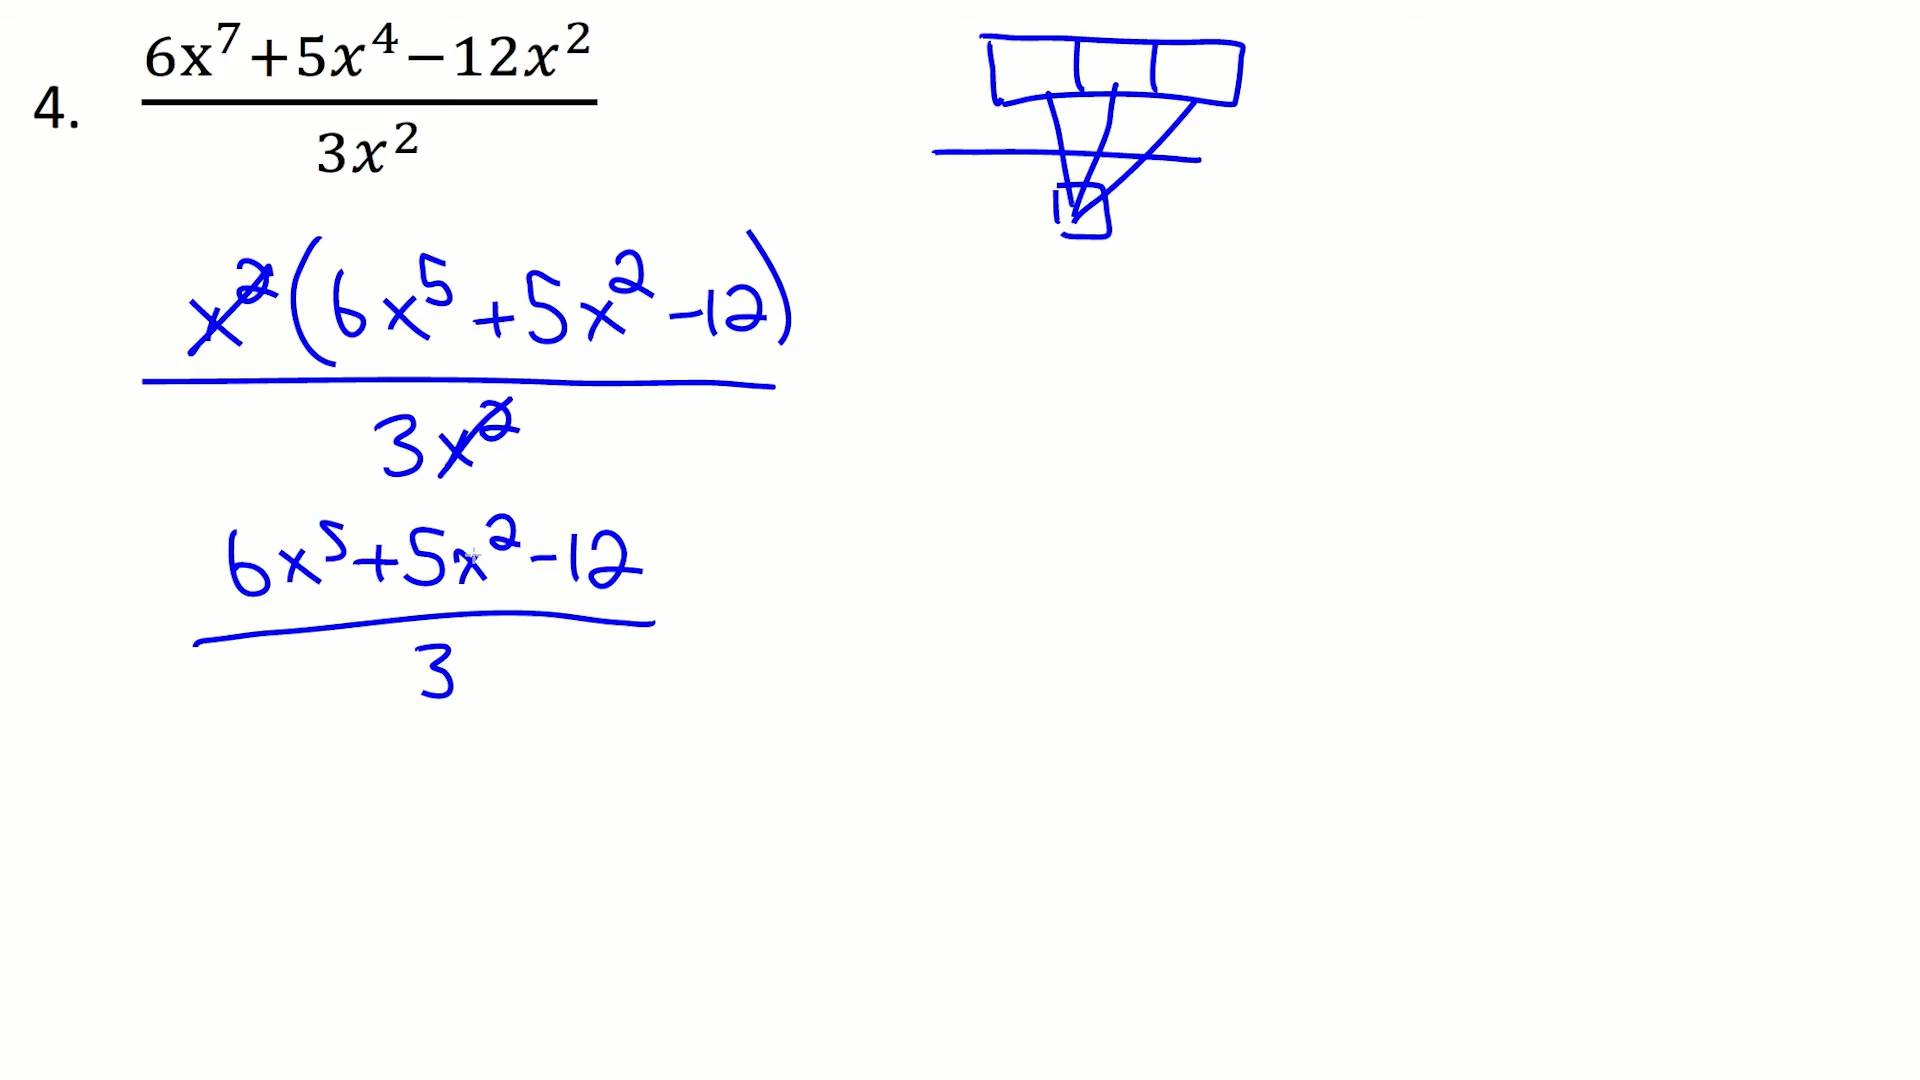 4. 6x⁷+5x⁴−12x²
3x²
x²(6x⁵+5x²-12)
3x²
6x⁵+5x²-12
3